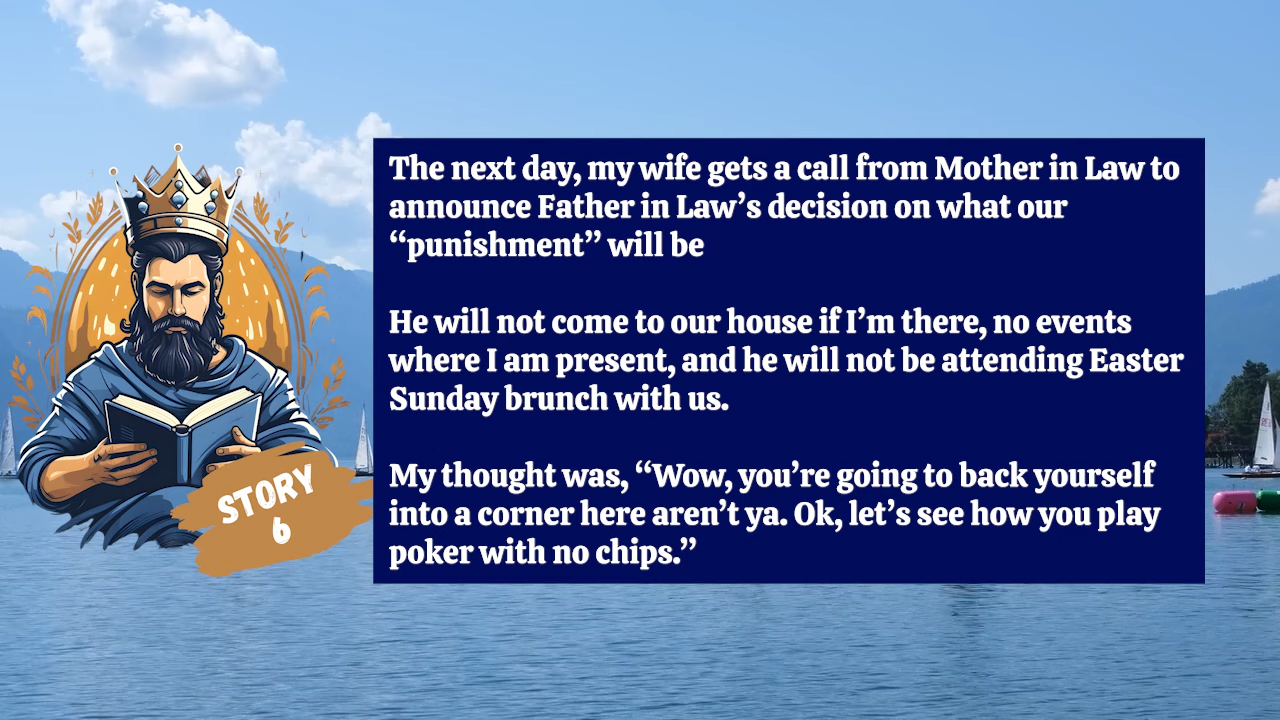 The next day, my wife gets a call from Mother in Law to
announce Father in Law’s decision on what our
“punishment” will be
He will not come to our house if I’m there, no events
where I am present, and he will not be attending Easter
Sunday brunch with us.
My thought was, “Wow, you’re going to back yourself
into a corner here aren’t ya. Ok, let’s see how you play
poker with no chips.”
STORY
6